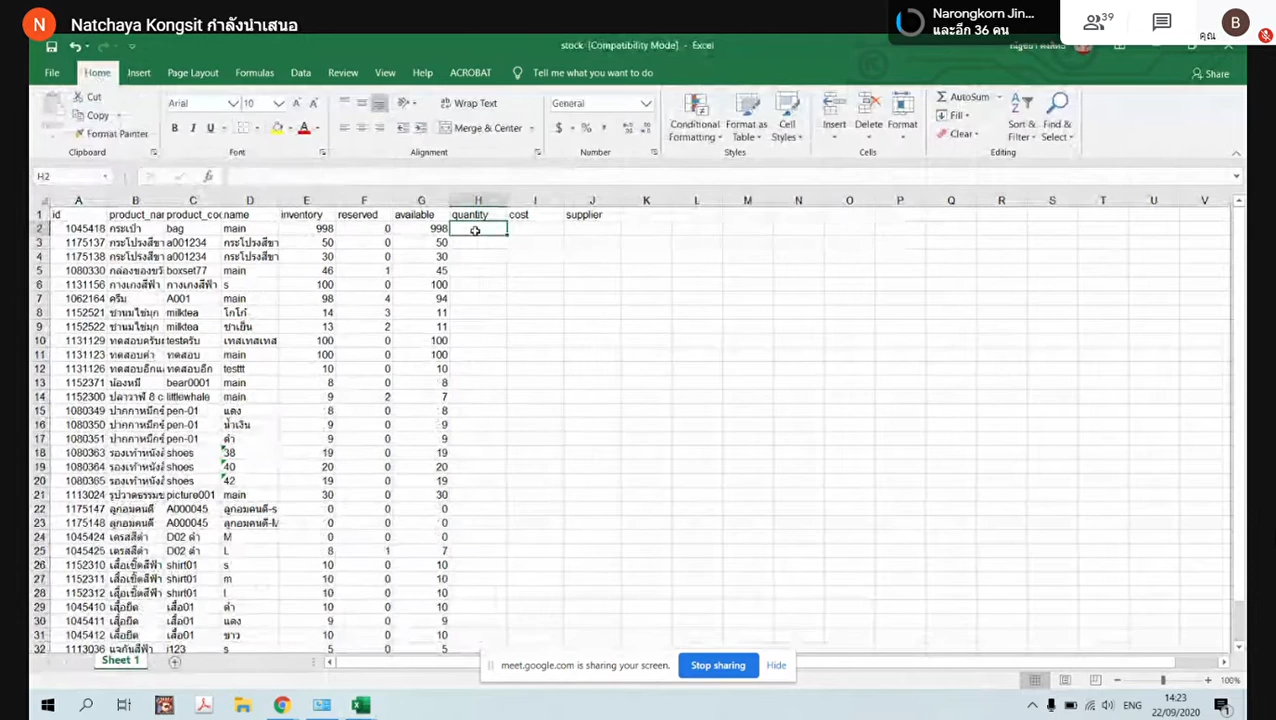 N Natchaya Kongsit กำลังนำเสนอ
Narongkorn Jin...
และอีก 36 คน
39
คุณ
B
stock [Compatibility Mode] - Excel
File Home Insert Page Layout Formulas Data Review View Help ACROBAT Tell me what you want to do Share
Cut
Copy
Format Painter
Clipboard
Arial 10
B I U
Font
Wrap Text
Merge & Center
Alignment
General
$ % ,
Number
Conditional Formatting
Format as Table
Cell Styles
Styles
Insert Delete Format
Cells
AutoSum
Fill
Clear
Sort & Filter
Find & Select
Editing
H2 fx
A B C D E F G H I J K L M N O P Q R S T U V
1 id product_nar product_co name inventory reserved available quantity cost supplier
2 1045418 กระเป๋า bag main 998 0 998
3 1175137 กระโปรงสีขา a001234 กระโปรงสีขา 50 0 50
4 1175138 กระโปรงสีขา a001234 กระโปรงสีขา 30 0 30
5 1080330 กล่องของขวั boxset77 main 46 1 45
6 1131156 กางเกงสีฟ้า กางเกงสีฟ้า s 100 0 100
7 1062164 ครีม A001 main 98 4 94
8 1152521 ชานมไข่มุก milktea โกโก้ 14 3 11
9 1152522 ชานมไข่มุก milktea ชาเย็น 13 2 11
10 1131129 ทดสอบครับ testครับ เทสเทสเทส 100 0 100
11 1131123 ทดสอบค่ำ ทดสอบ main 100 0 100
12 1131126 ทดสอบอีกแ ทดสอบอีก testtt 10 0 10
13 1152371 น้องหมี bear0001 main 8 0 8
14 1152300 ปลาวาฬ 8 c littlewhale main 9 2 7
15 1080349 ปากกาหมึกซ์ pen-01 แดง 8 0 8
16 1080350 ปากกาหมึกซ์ pen-01 น้ำเงิน 9 0 9
17 1080351 ปากกาหมึกซ์ pen-01 ดำ 9 0 9
18 1080363 รองเท้าหนังสี shoes 38 19 0 19
19 1080364 รองเท้าหนังสี shoes 40 20 0 20
20 1080365 รองเท้าหนังสี shoes 42 19 0 19
21 1113024 รูปวาดธรรมช picture001 main 30 0 30
22 1175147 ลูกอมคนดี A000045 ลูกอมคนดี-s 0 0 0
23 1175148 ลูกอมคนดี A000045 ลูกอมคนดี-M 0 0 0
24 1045424 เดรสสีดำ D02 ดำ M 0 0 0
25 1045425 เดรสสีดำ D02 ดำ L 8 1 7
26 1152310 เสื้อเชิ้ตสีฟ้า shirt01 s 10 0 10
27 1152311 เสื้อเชิ้ตสีฟ้า shirt01 m 10 0 10
28 1152312 เสื้อเชิ้ตสีฟ้า shirt01 l 10 0 10
29 1045410 เสื้อยืด เสื้อ01 ดำ 10 0 10
30 1045411 เสื้อยืด เสื้อ01 แดง 9 0 9
31 1045412 เสื้อยืด เสื้อ01 ขาว 10 0 10
32 1113036 แจกันสีฟ้า j123 s 5 0 5
Sheet 1
meet.google.com is sharing your screen. Stop sharing Hide
100%
ENG
14:23
22/09/2020